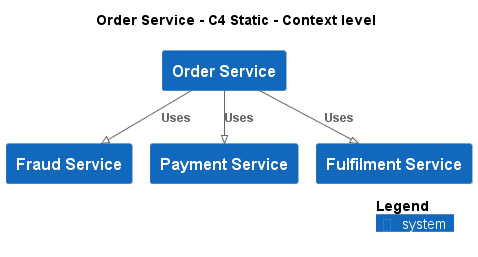 Order Service - C4 Static - Context level
Order Service
Uses
Uses
Uses
Fraud Service
Payment Service
Fulfilment Service
Legend
system